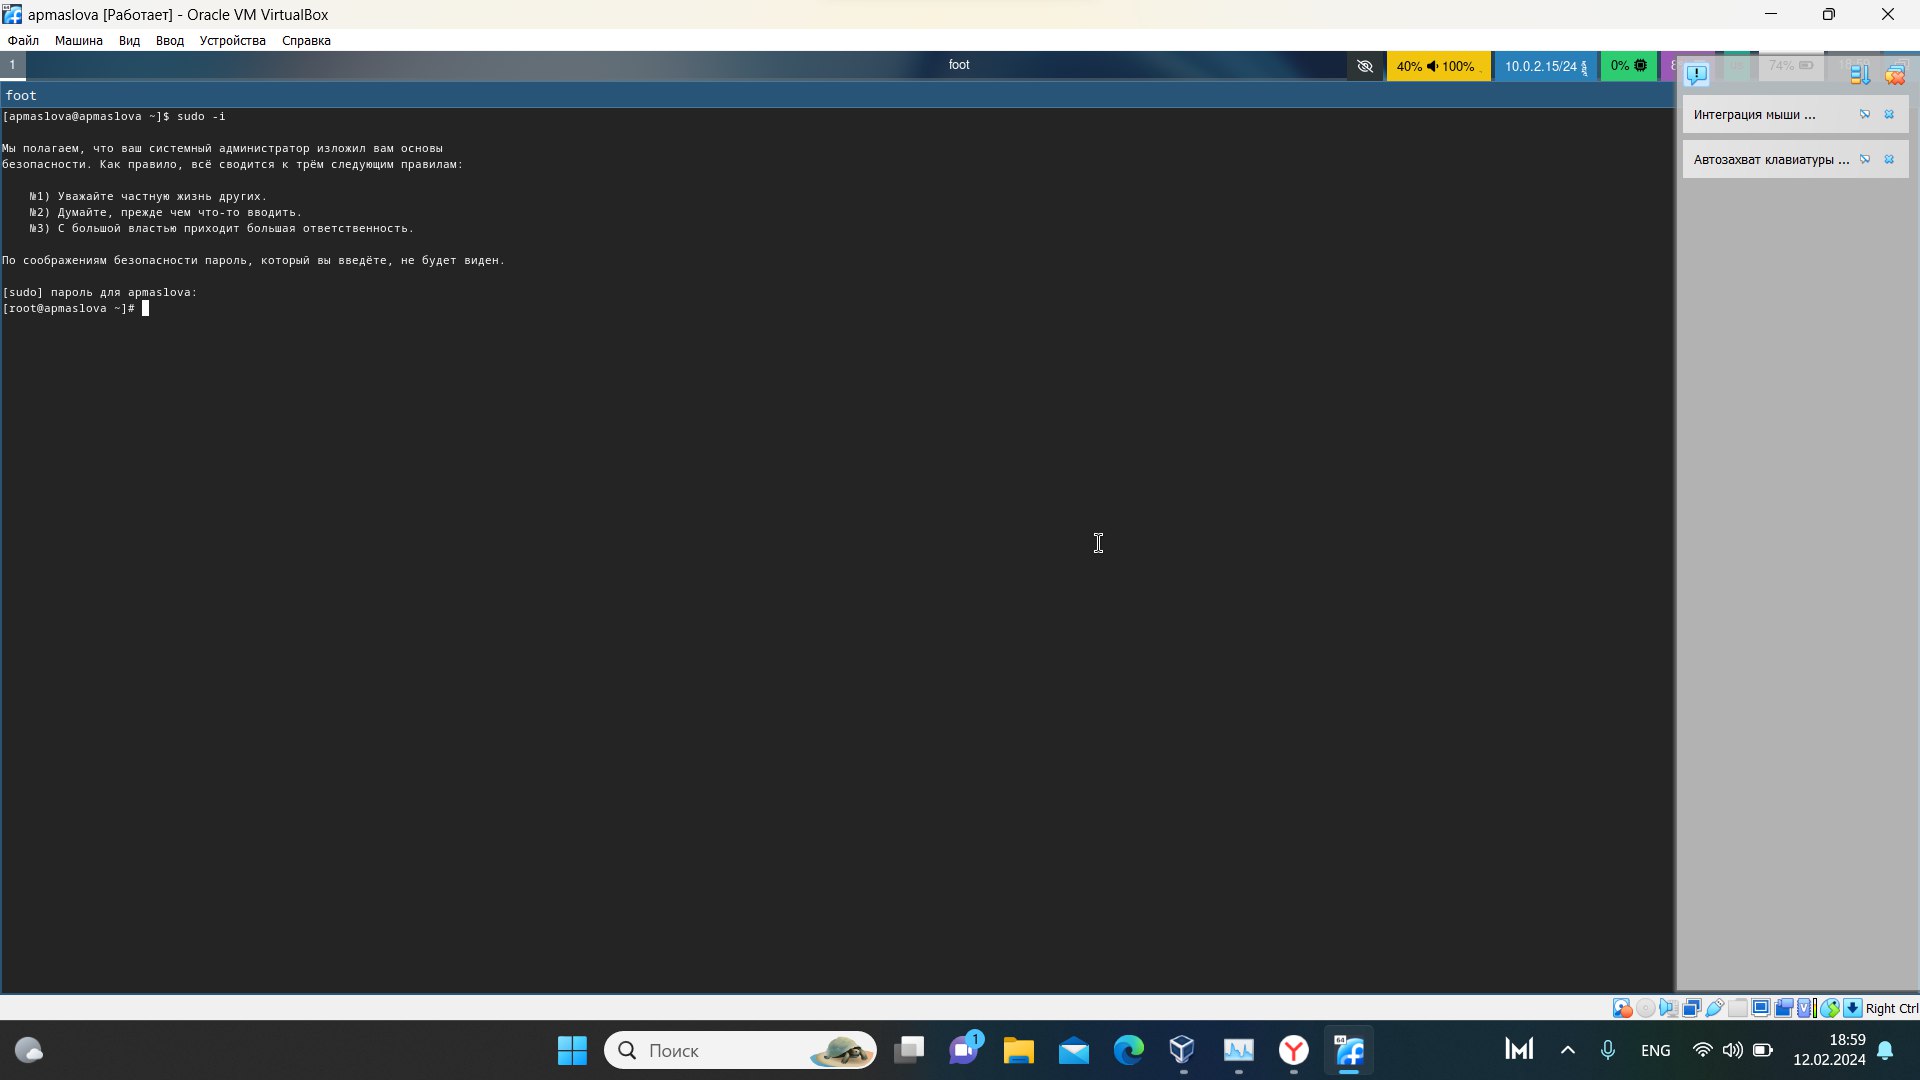 apmaslova [Работает] - Oracle VM VirtualBox
Файл Машина Вид Ввод Устройства Справка
1 foot 40% 100% 10.0.2.15/24 0% 74%
foot
[apmaslova@apmaslova ~]$ sudo -i
Мы полагаем, что ваш системный администратор изложил вам основы
безопасности. Как правило, всё сводится к трём следующим правилам:
№1) Уважайте частную жизнь других.
№2) Думайте, прежде чем что-то вводить.
№3) С большой властью приходит большая ответственность.
По соображениям безопасности пароль, который вы введёте, не будет виден.
[sudo] пароль для apmaslova:
[root@apmaslova ~]#
Интеграция мыши ...
Автозахват клавиатуры ...
Right Ctrl
Поиск
1
64
ENG
18:59
12.02.2024